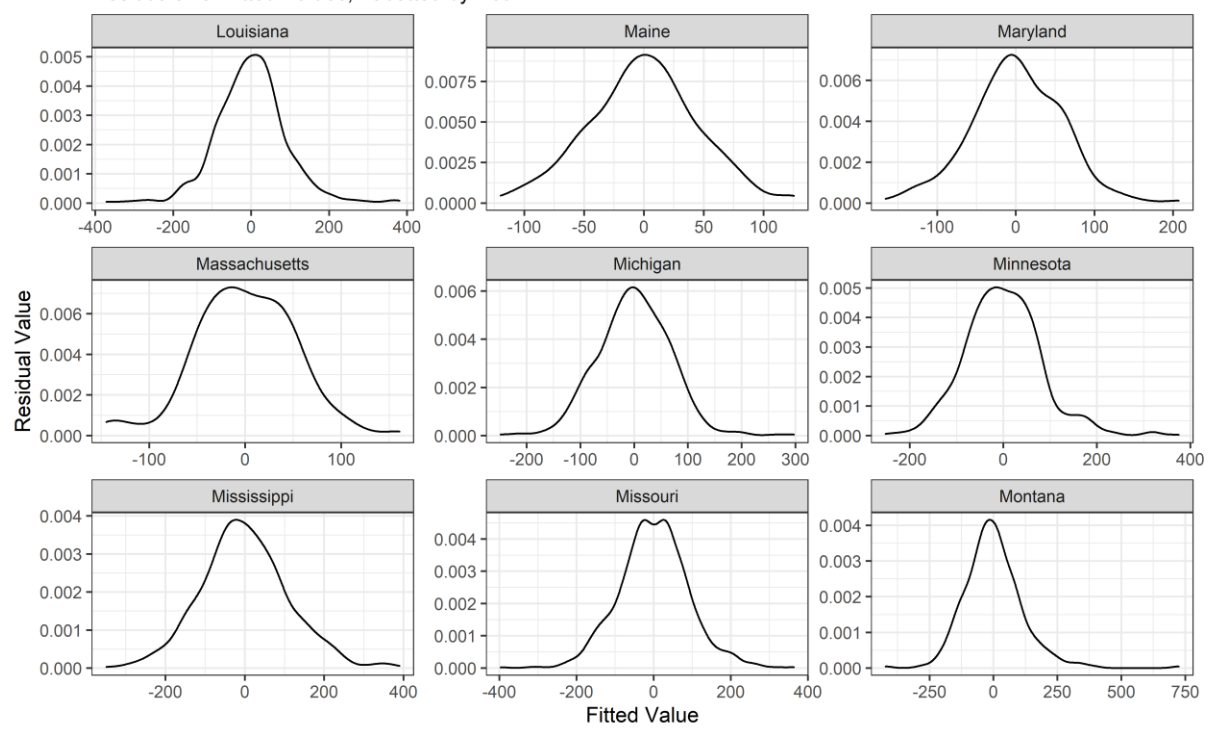 Louisiana Maine Maryland
0.005 0.004 0.003 0.002 0.001 0.000
-400 -200 0 200 400
0.0075 0.0050 0.0025 0.0000
-100 -50 0 50 100
0.006 0.004 0.002 0.000
-100 0 100 200
Residual Value
Massachusetts Michigan Minnesota
0.006 0.004 0.002 0.000
-100 0 100
0.006 0.004 0.002 0.000
-200 -100 0 100 200 300
0.005 0.004 0.003 0.002 0.001 0.000
-200 0 200 400
Mississippi Missouri Montana
0.004 0.003 0.002 0.001 0.000
-200 0 200 400
0.004 0.003 0.002 0.001 0.000
-400 -200 0 200 400
0.004 0.003 0.002 0.001 0.000
-250 0 250 500 750
Fitted Value